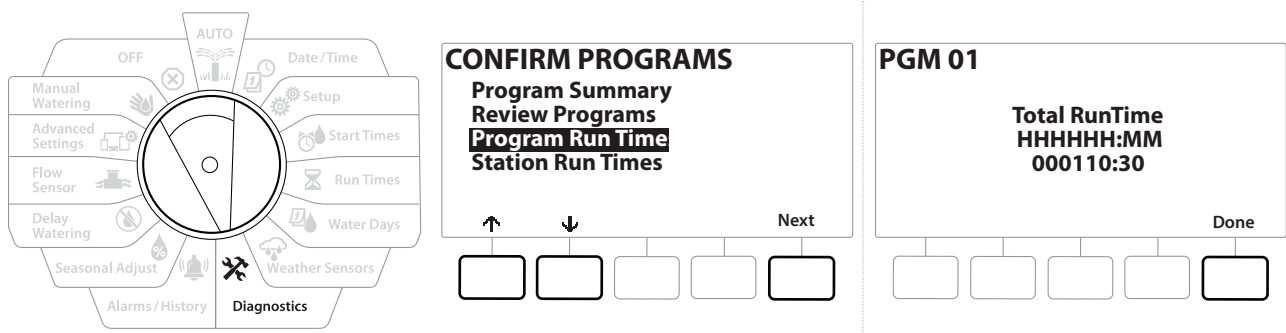 AUTO
OFF
Date/Time
Manual
Watering
Setup
Advanced
Settings
Start Times
Flow
Sensor
Run Times
Delay
Watering
Water Days
Seasonal Adjust
Weather Sensors
Alarms/History
Diagnostics
CONFIRM PROGRAMS
Program Summary
Review Programs
Program Run Time
Station Run Times
Next
PGM 01
Total RunTime
HHHHHH:MM
000110:30
Done